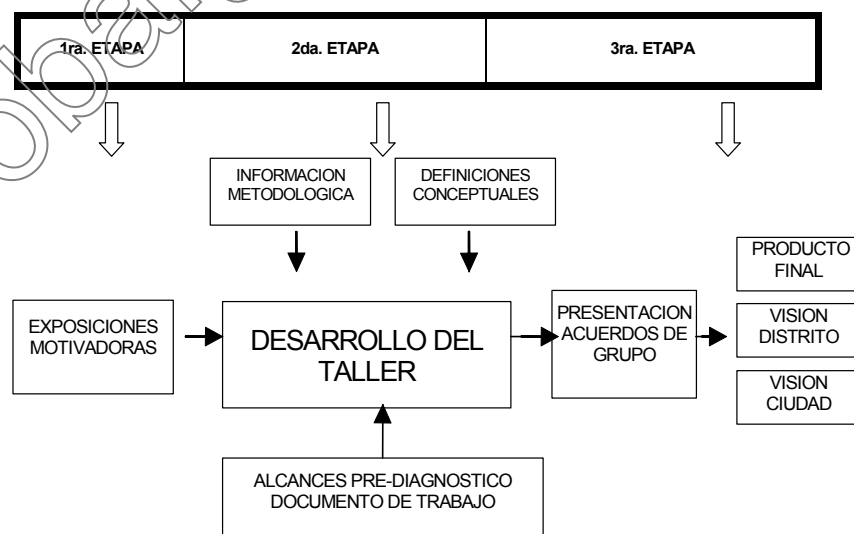 1ra. ETAPA
2da. ETAPA
3ra. ETAPA
INFORMACION
METODOLOGICA
DEFINICIONES
CONCEPTUALES
EXPOSICIONES
MOTIVADORAS
DESARROLLO DEL
TALLER
PRESENTACION
ACUERDOS DE
GRUPO
PRODUCTO
FINAL
VISION
DISTRITO
VISION
CIUDAD
ALCANCES PRE-DIAGNOSTICO
DOCUMENTO DE TRABAJO